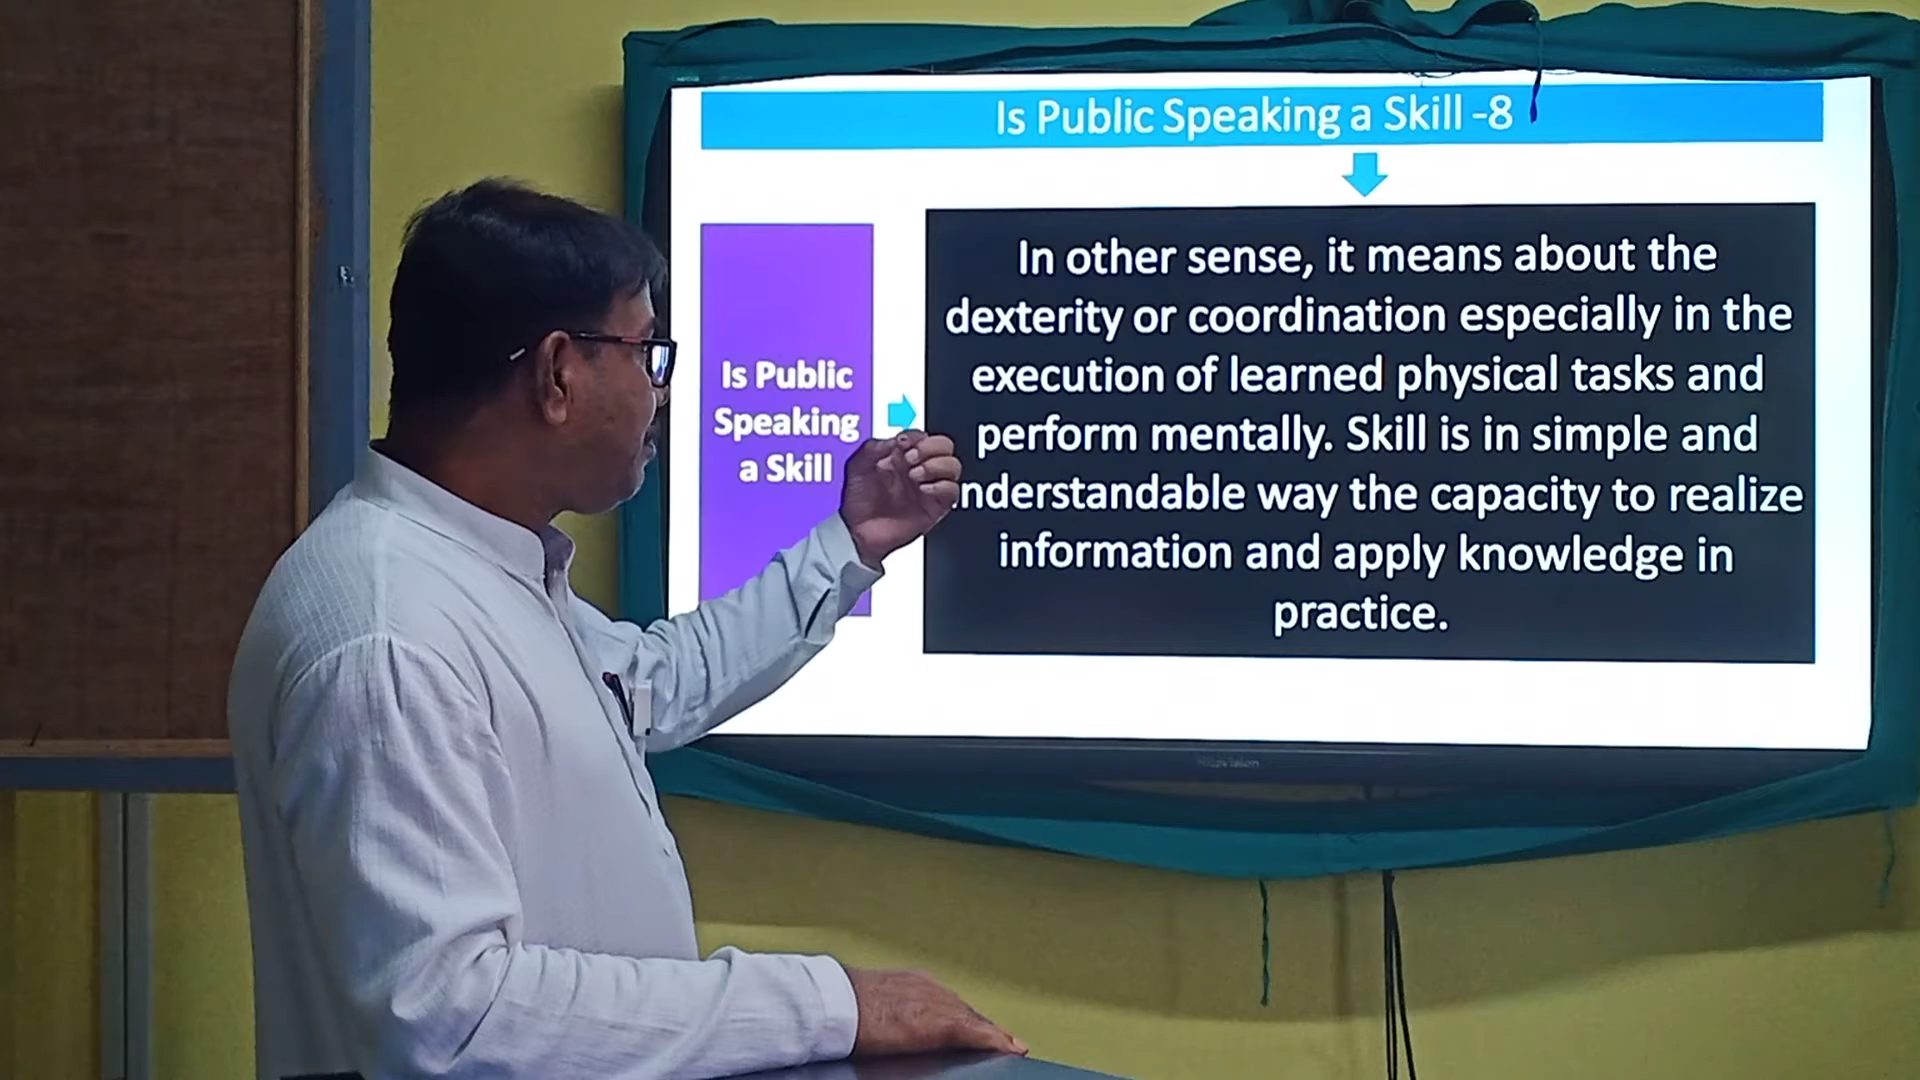 Is Public Speaking a Skill -8
Is Public
Speaking
a Skill
In other sense, it means about the
dexterity or coordination especially in the
execution of learned physical tasks and
perform mentally. Skill is in simple and
nderstandable way the capacity to realize
information and apply knowledge in
practice.